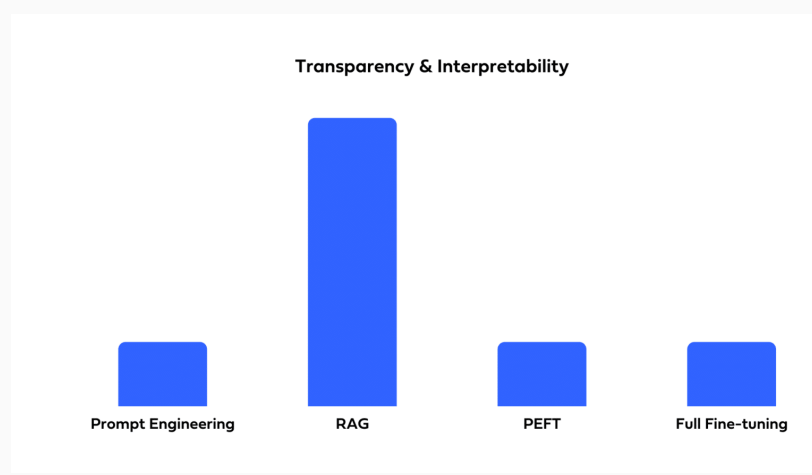 Transparency & Interpretability
Prompt Engineering
RAG
PEFT
Full Fine-tuning